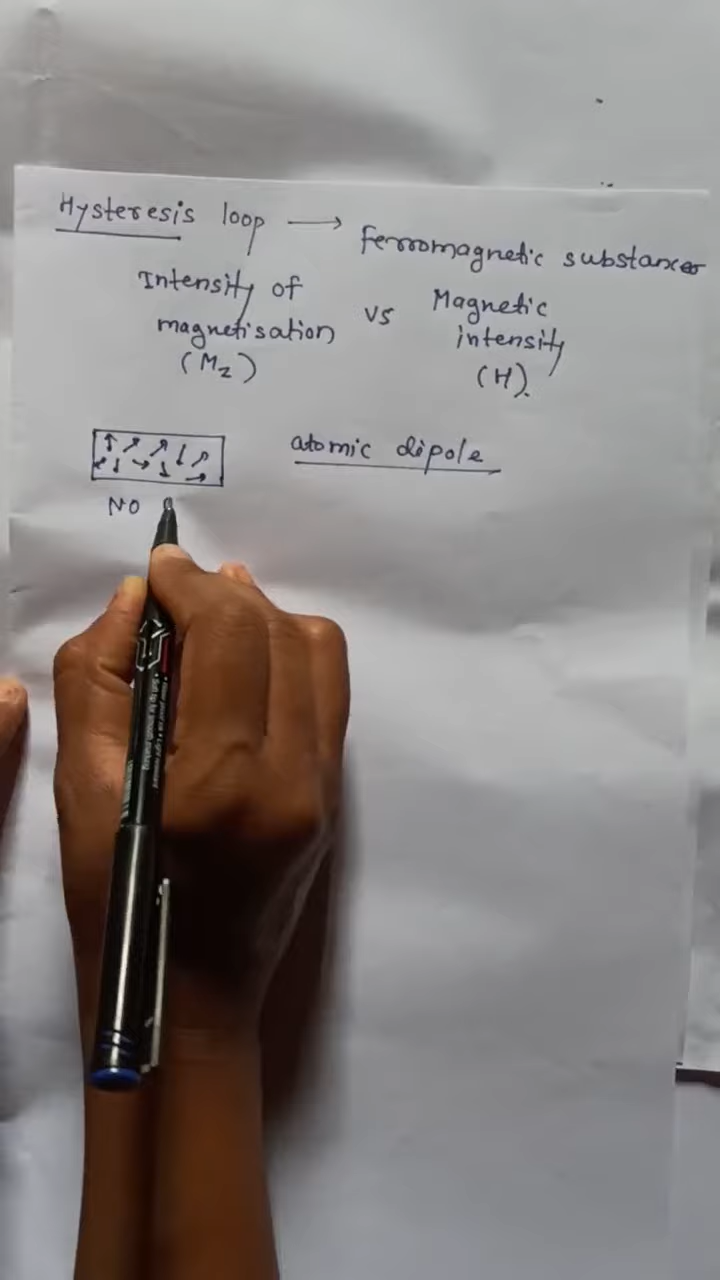 Hysteresis loop → Ferromagnetic substances
Intensity of magnetisation (Mz) vs Magnetic intensity (H).
atomic dipole
NO